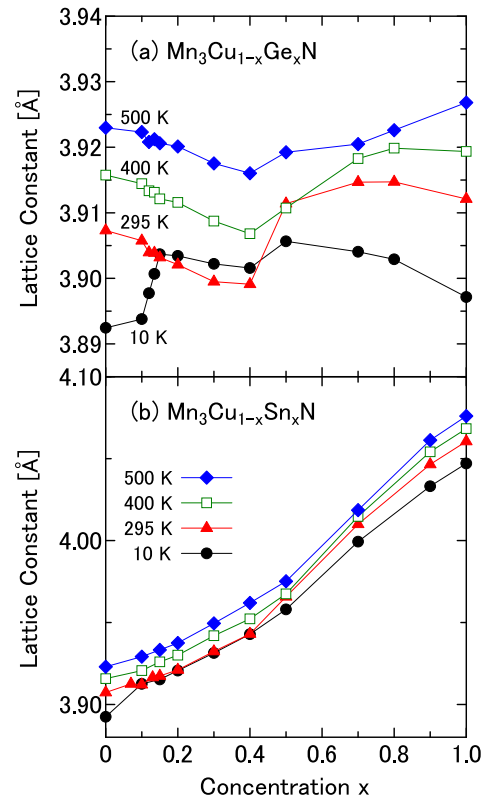 3.94
(a) Mn₃Cu₁₋ₓGeₓN
3.93
500 K
3.92
400 K
3.91
295 K
3.90
10 K
3.89
Lattice Constant [Å]
4.10
(b) Mn₃Cu₁₋ₓSnₓN
500 K
400 K
295 K
10 K
4.00
3.90
Lattice Constant [Å]
0 0.2 0.4 0.6 0.8 1.0
Concentration x